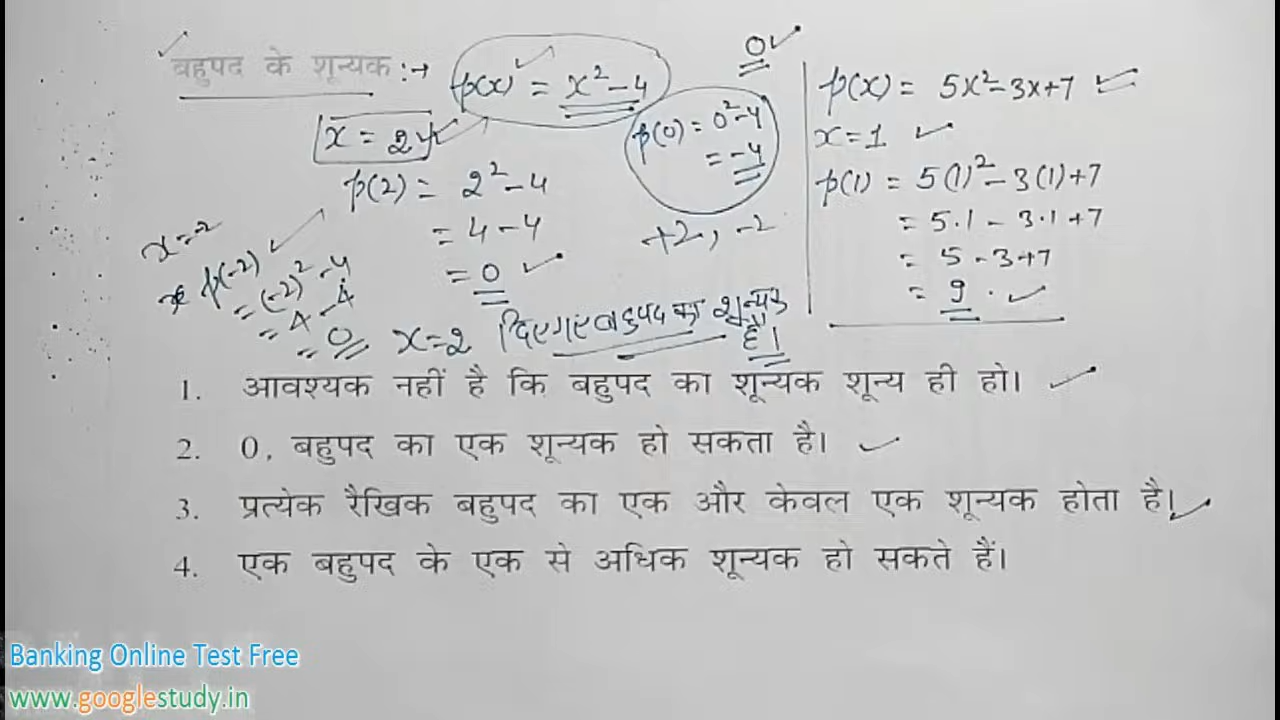 बहुपद के शून्यक :→
p(x) = x² – 4
x = 2
p(2) = 2² – 4
= 4 – 4
= 0
0
p(0) = 0² – 4
= –4
+2, –2
x = –2
p(–2)
= (–2)² – 4
= 4 – 4
= 0
x = 2 दिए गए बहुपद का शून्यक है।
p(x) = 5x² – 3x + 7
x = 1
p(1) = 5(1)² – 3(1) + 7
= 5.1 – 3.1 + 7
= 5 – 3 + 7
= 9
1. आवश्यक नहीं है कि बहुपद का शून्यक शून्य ही हो।
2. 0, बहुपद का एक शून्यक हो सकता है।
3. प्रत्येक रैखिक बहुपद का एक और केवल एक शून्यक होता है।
4. एक बहुपद के एक से अधिक शून्यक हो सकते हैं।
Banking Online Test Free
www.googlestudy.in